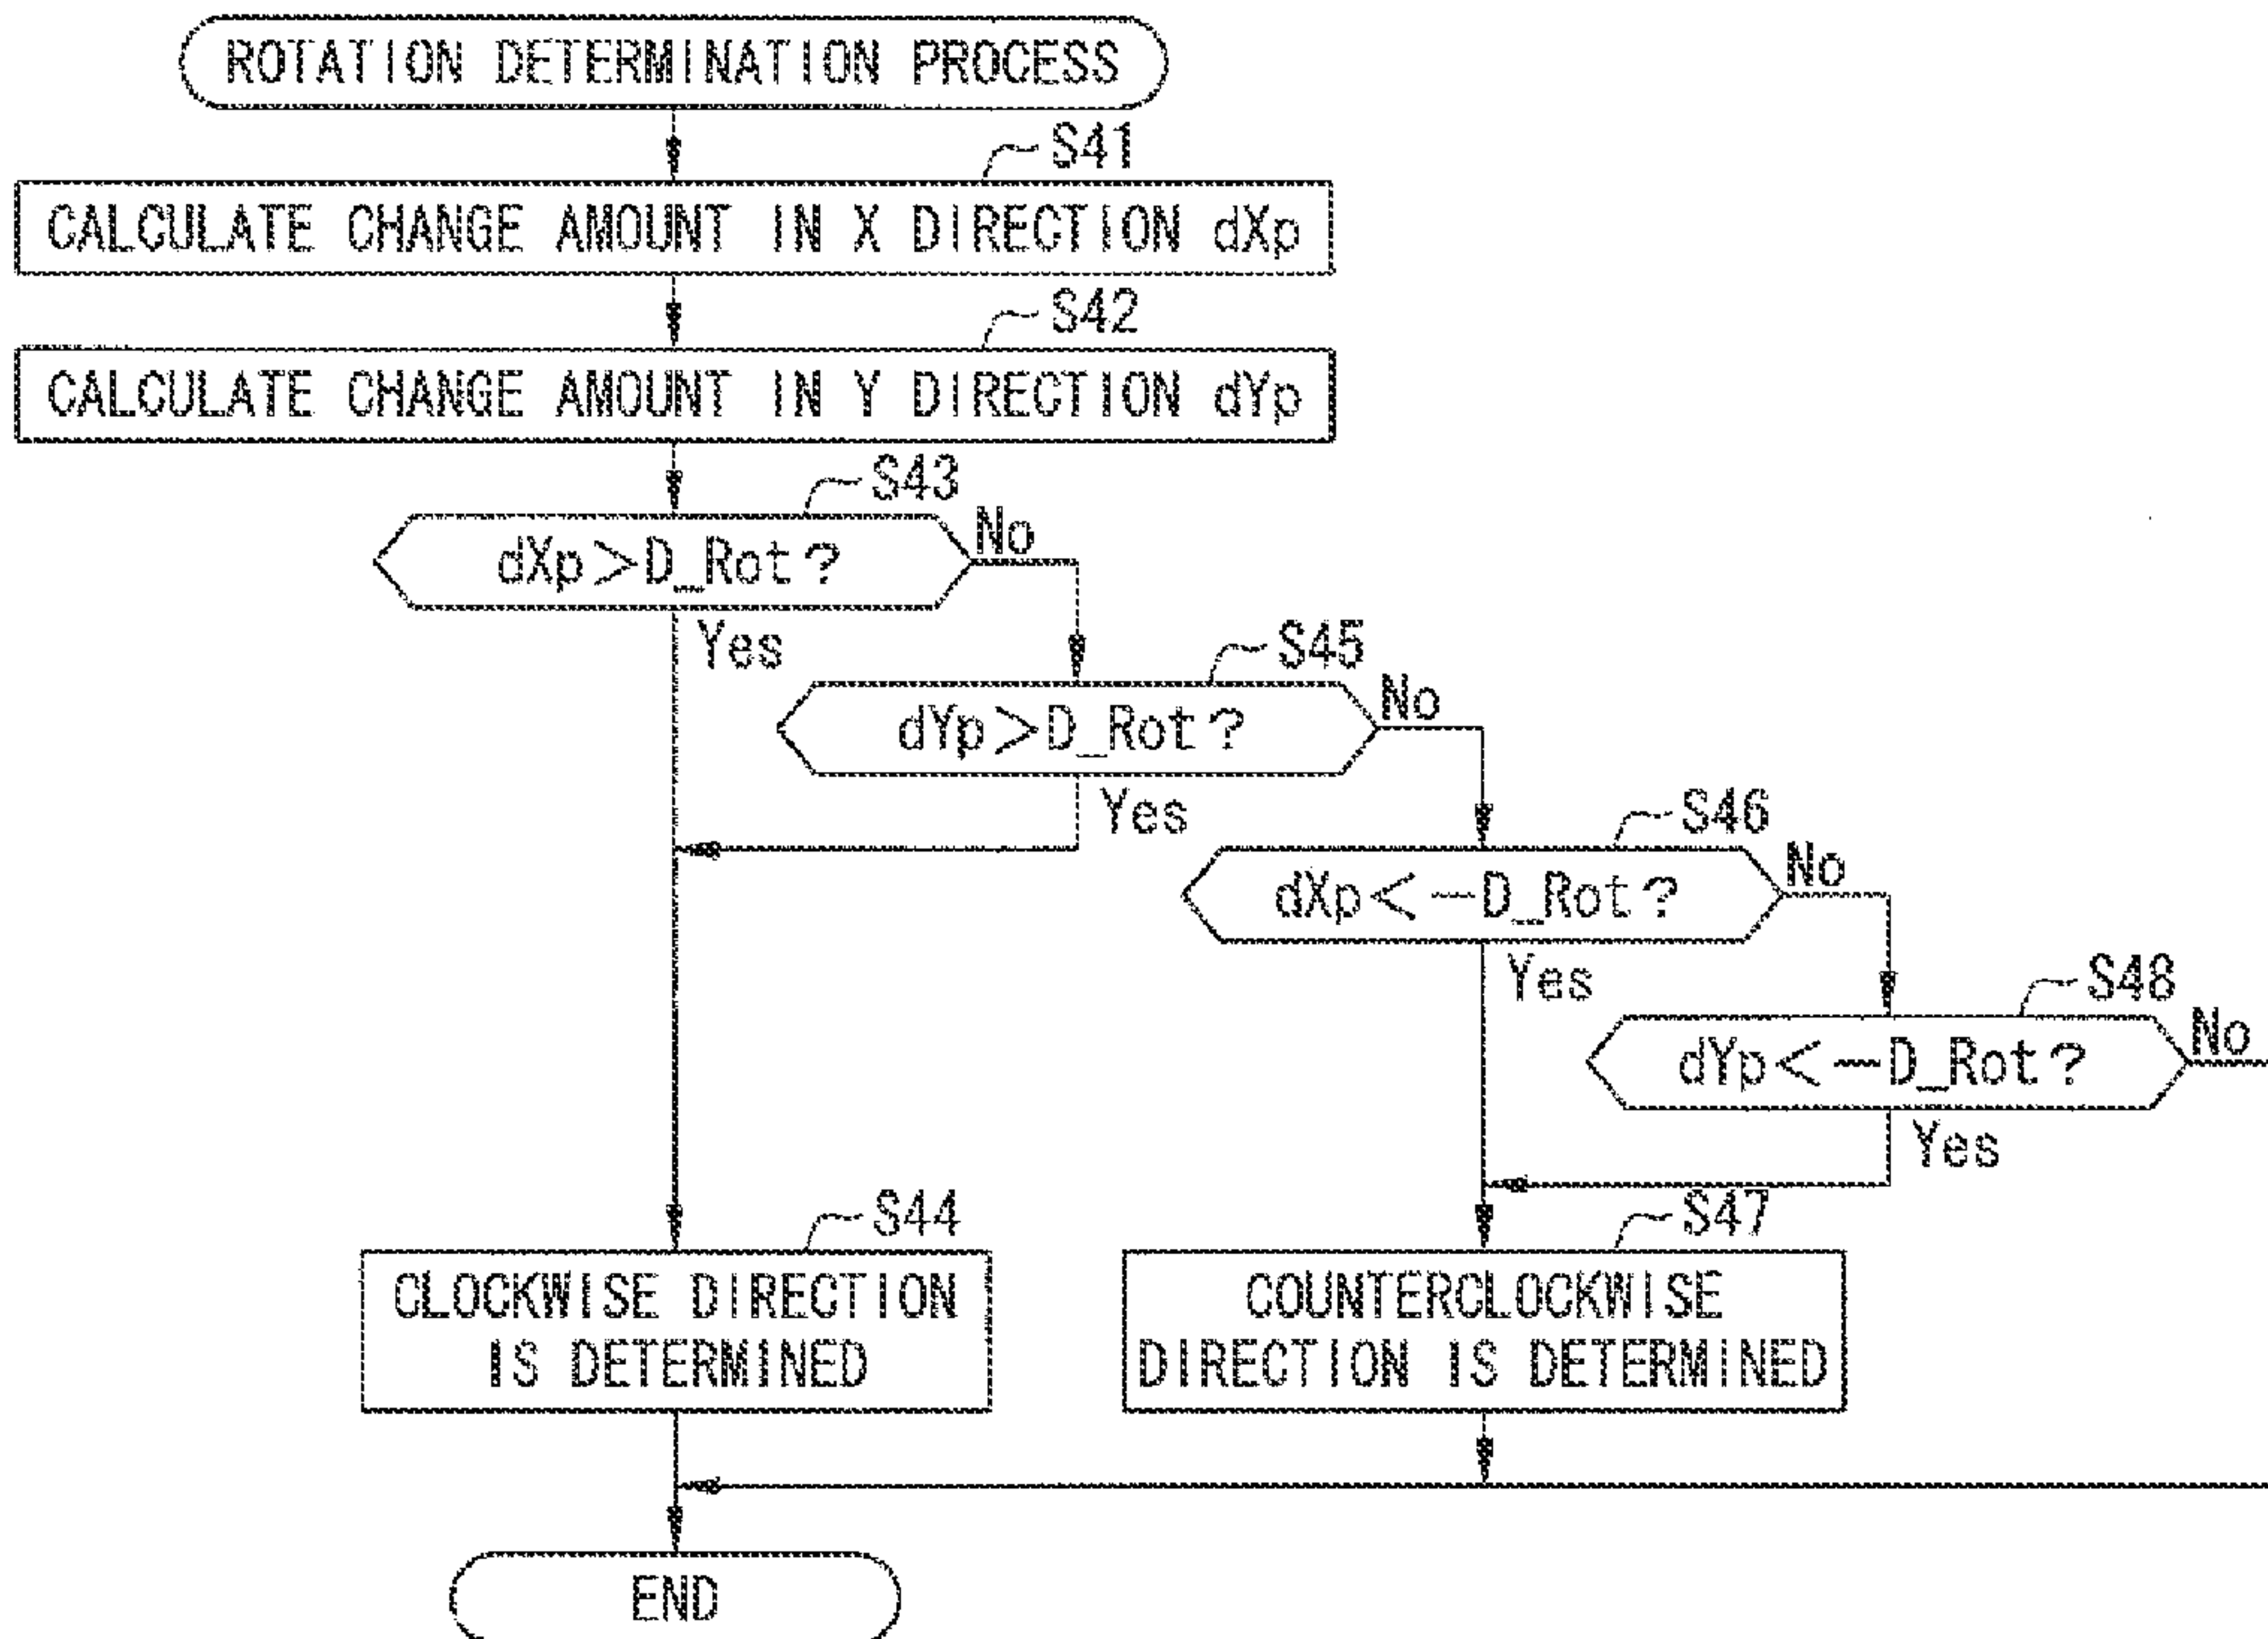 ROTATION DETERMINATION PROCESS
S41
CALCULATE CHANGE AMOUNT IN X DIRECTION dXp
S42
CALCULATE CHANGE AMOUNT IN Y DIRECTION dYp
S43
dXp>D_Rot?
No
Yes
S45
dYp>D_Rot?
No
Yes
S46
dXp<-D_Rot?
No
Yes
S48
dYp<-D_Rot?
No
Yes
S44
CLOCKWISE DIRECTION
IS DETERMINED
S47
COUNTERCLOCKWISE
DIRECTION IS DETERMINED
END